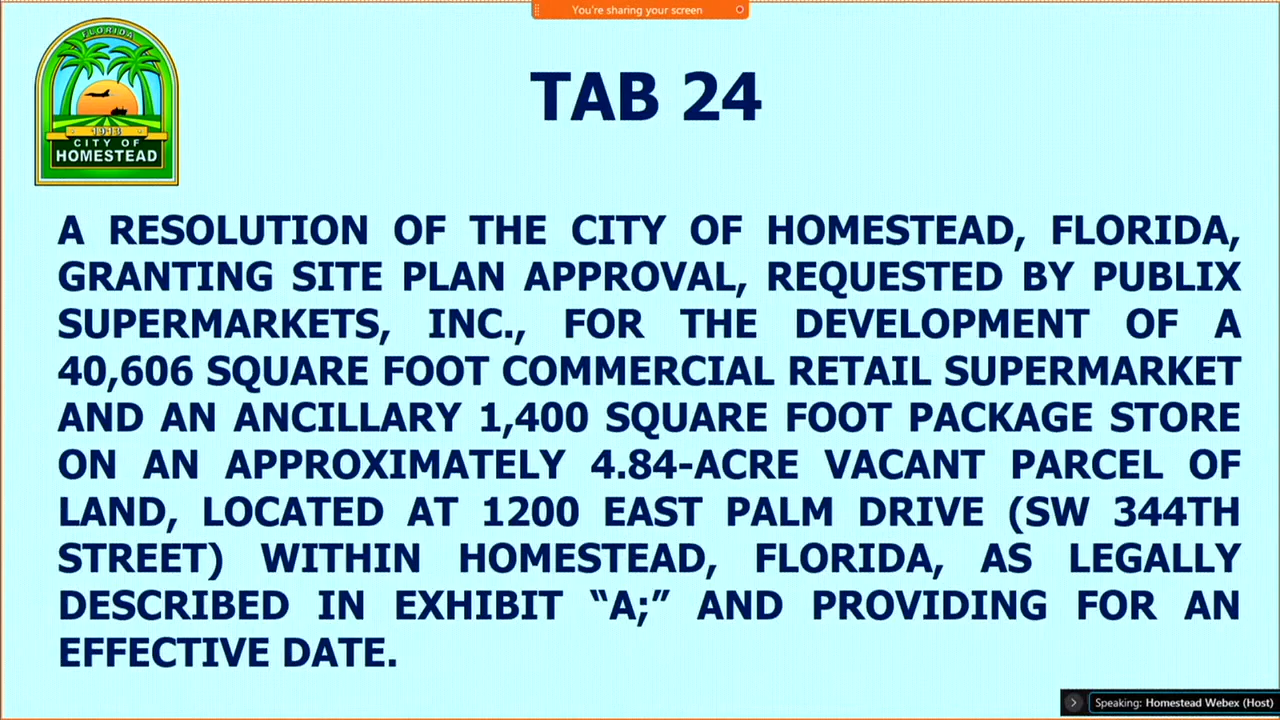 You're sharing your screen
FLORIDA
1913
CITY OF
HOMESTEAD
TAB 24
A RESOLUTION OF THE CITY OF HOMESTEAD, FLORIDA,
GRANTING SITE PLAN APPROVAL, REQUESTED BY PUBLIX
SUPERMARKETS, INC., FOR THE DEVELOPMENT OF A
40,606 SQUARE FOOT COMMERCIAL RETAIL SUPERMARKET
AND AN ANCILLARY 1,400 SQUARE FOOT PACKAGE STORE
ON AN APPROXIMATELY 4.84-ACRE VACANT PARCEL OF
LAND, LOCATED AT 1200 EAST PALM DRIVE (SW 344TH
STREET) WITHIN HOMESTEAD, FLORIDA, AS LEGALLY
DESCRIBED IN EXHIBIT “A;” AND PROVIDING FOR AN
EFFECTIVE DATE.
Speaking: Homestead Webex (Host)